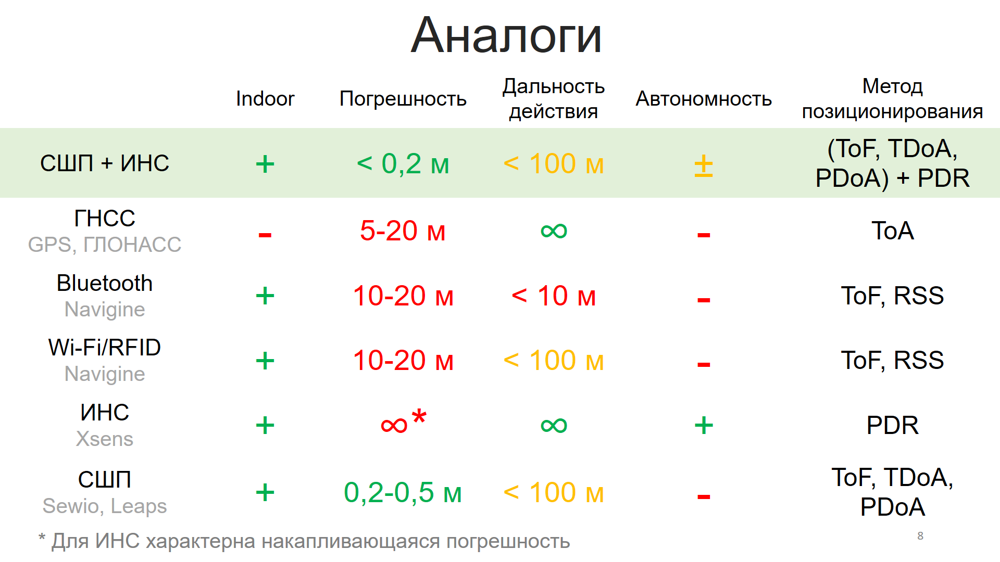 Аналоги
Indoor
Погрешность
Дальность
действия
Автономность
Метод
позиционирования
СШП + ИНС
+
< 0,2 м
< 100 м
±
(ToF, TDoA,
PDoA) + PDR
ГНСС
GPS, ГЛОНАСС
-
5-20 м
∞
-
ToA
Bluetooth
Navigine
+
10-20 м
< 10 м
-
ToF, RSS
Wi-Fi/RFID
Navigine
+
10-20 м
< 100 м
-
ToF, RSS
ИНС
Xsens
+
∞*
∞
+
PDR
СШП
Sewio, Leaps
+
0,2-0,5 м
< 100 м
-
ToF, TDoA,
PDoA
* Для ИНС характерна накапливающаяся погрешность
8